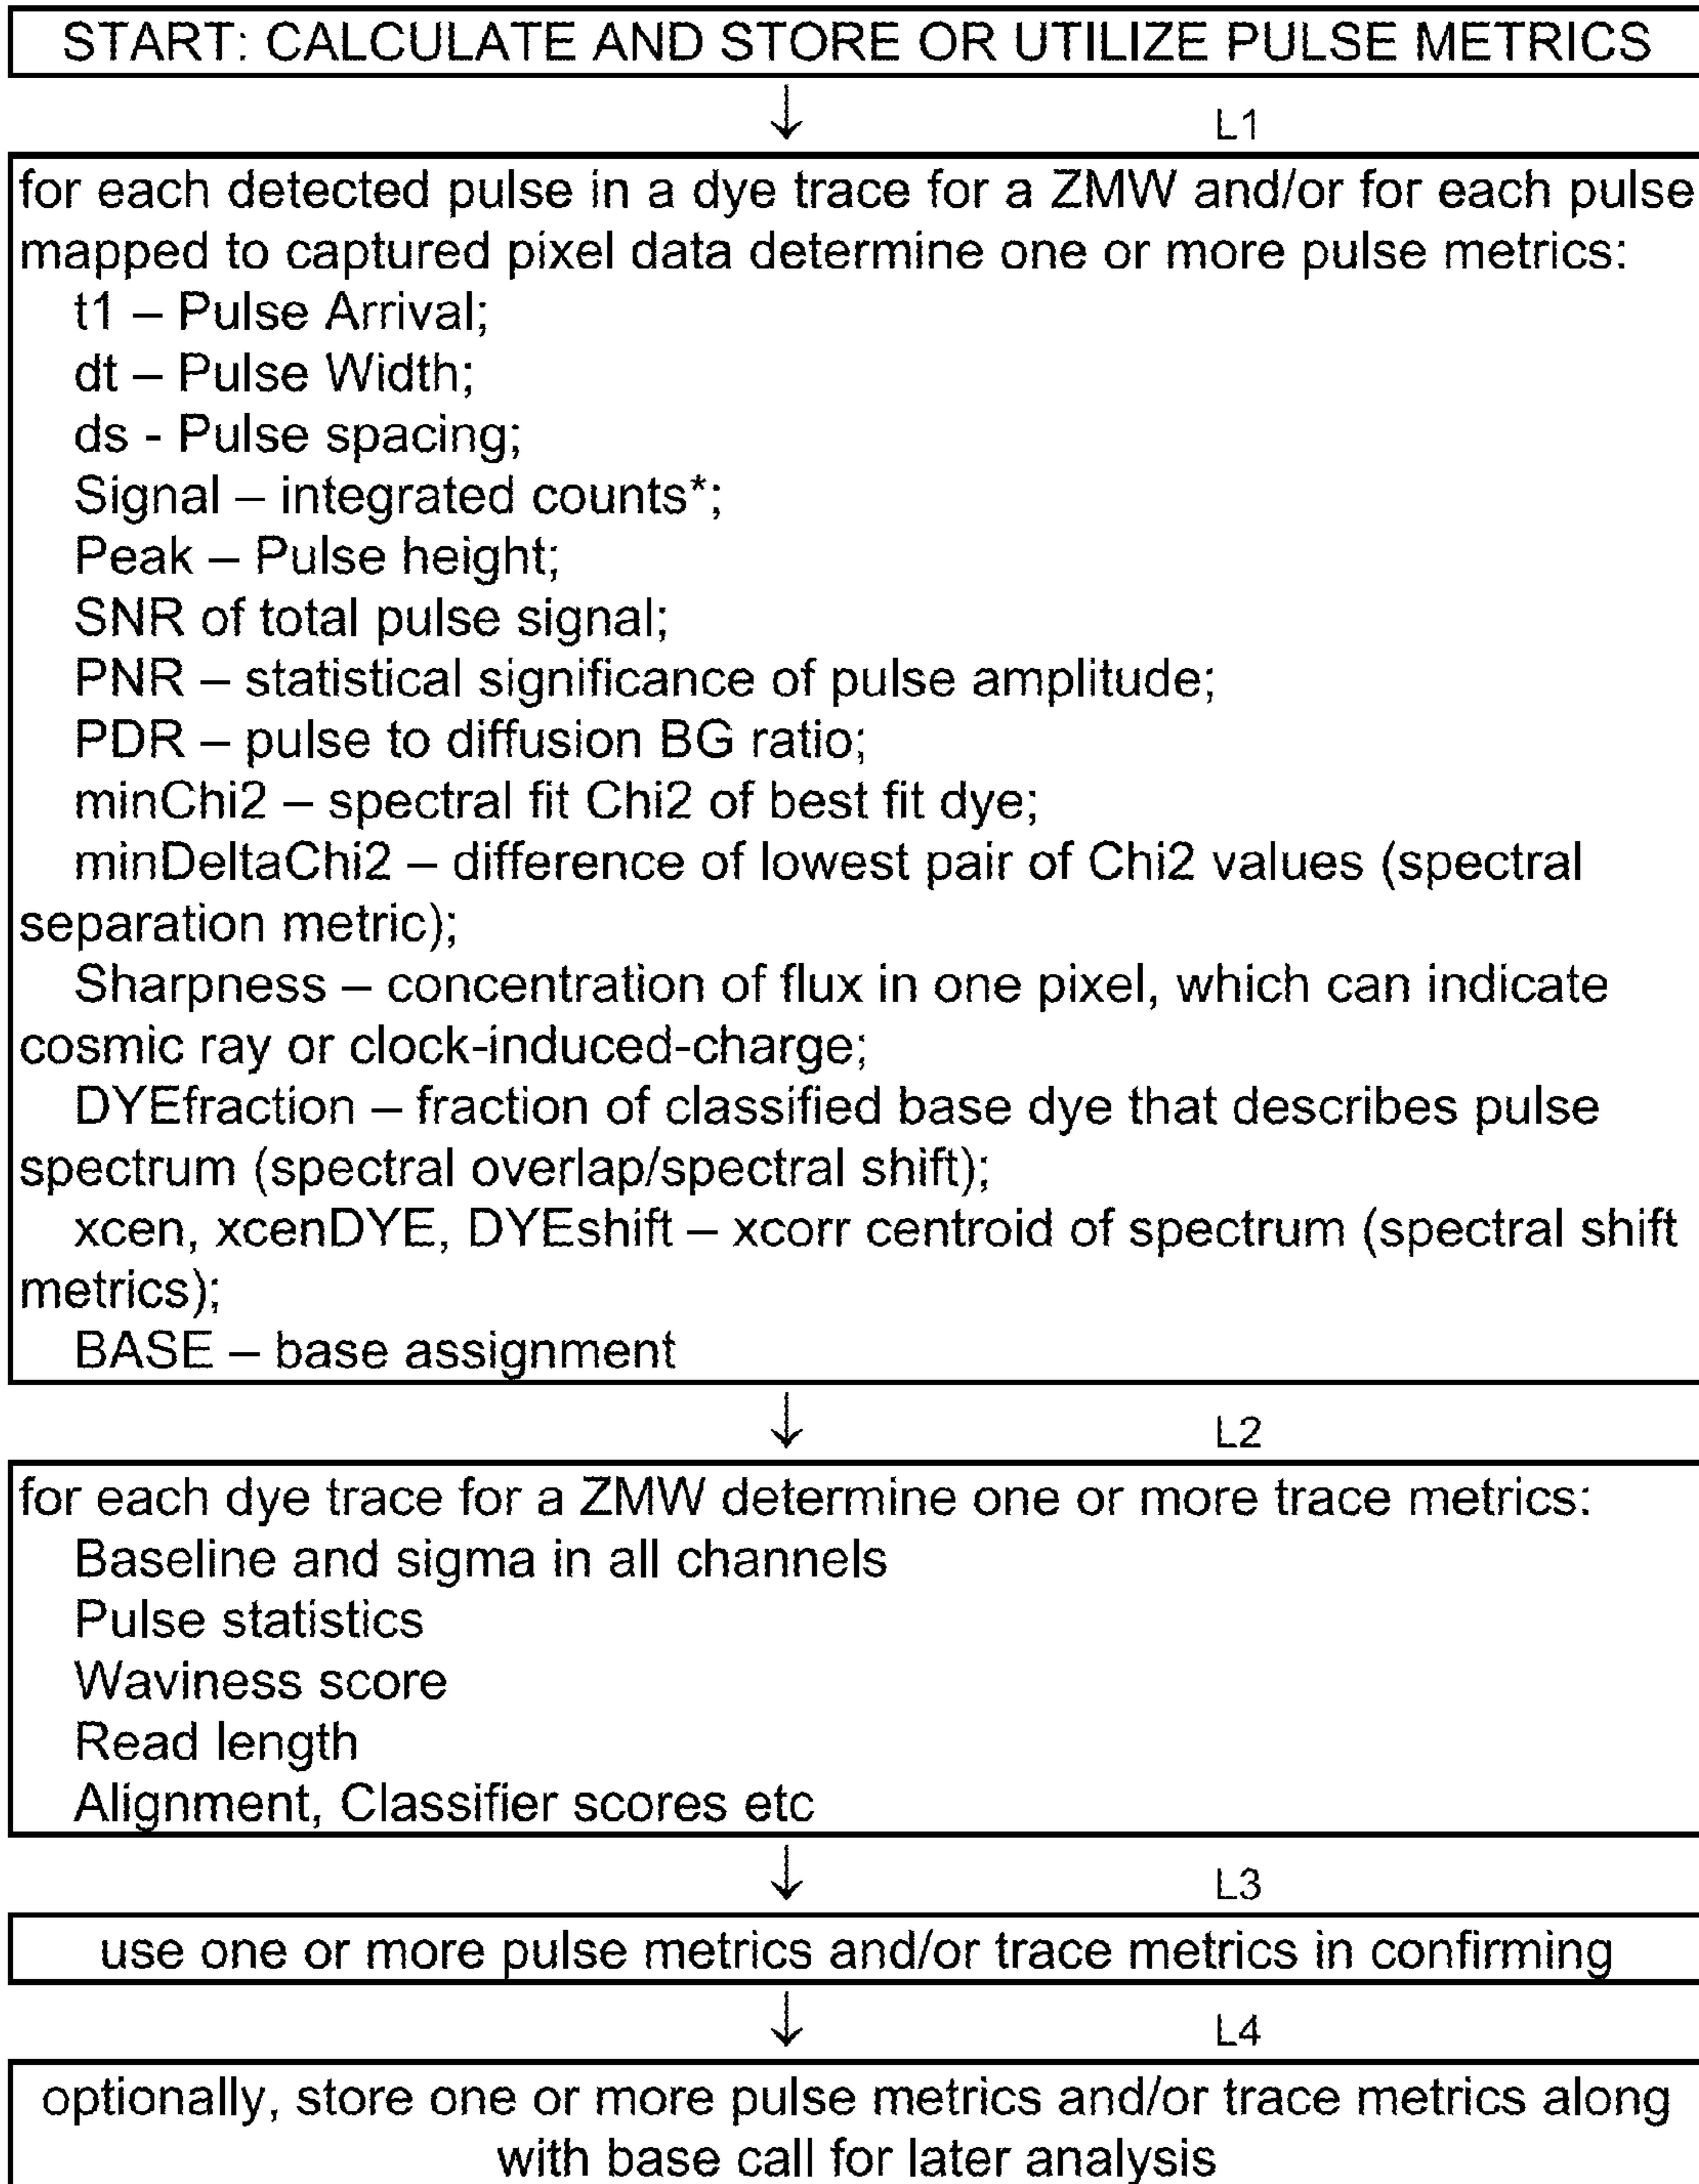 START: CALCULATE AND STORE OR UTILIZE PULSE METRICS
↓ L1
for each detected pulse in a dye trace for a ZMW and/or for each pulse
mapped to captured pixel data determine one or more pulse metrics:
t1 – Pulse Arrival;
dt – Pulse Width;
ds - Pulse spacing;
Signal – integrated counts*;
Peak – Pulse height;
SNR of total pulse signal;
PNR – statistical significance of pulse amplitude;
PDR – pulse to diffusion BG ratio;
minChi2 – spectral fit Chi2 of best fit dye;
minDeltaChi2 – difference of lowest pair of Chi2 values (spectral
separation metric);
Sharpness – concentration of flux in one pixel, which can indicate
cosmic ray or clock-induced-charge;
DYEfraction – fraction of classified base dye that describes pulse
spectrum (spectral overlap/spectral shift);
xcen, xcenDYE, DYEshift – xcorr centroid of spectrum (spectral shift
metrics);
BASE – base assignment
↓ L2
for each dye trace for a ZMW determine one or more trace metrics:
Baseline and sigma in all channels
Pulse statistics
Waviness score
Read length
Alignment, Classifier scores etc
↓ L3
use one or more pulse metrics and/or trace metrics in confirming
↓ L4
optionally, store one or more pulse metrics and/or trace metrics along
with base call for later analysis